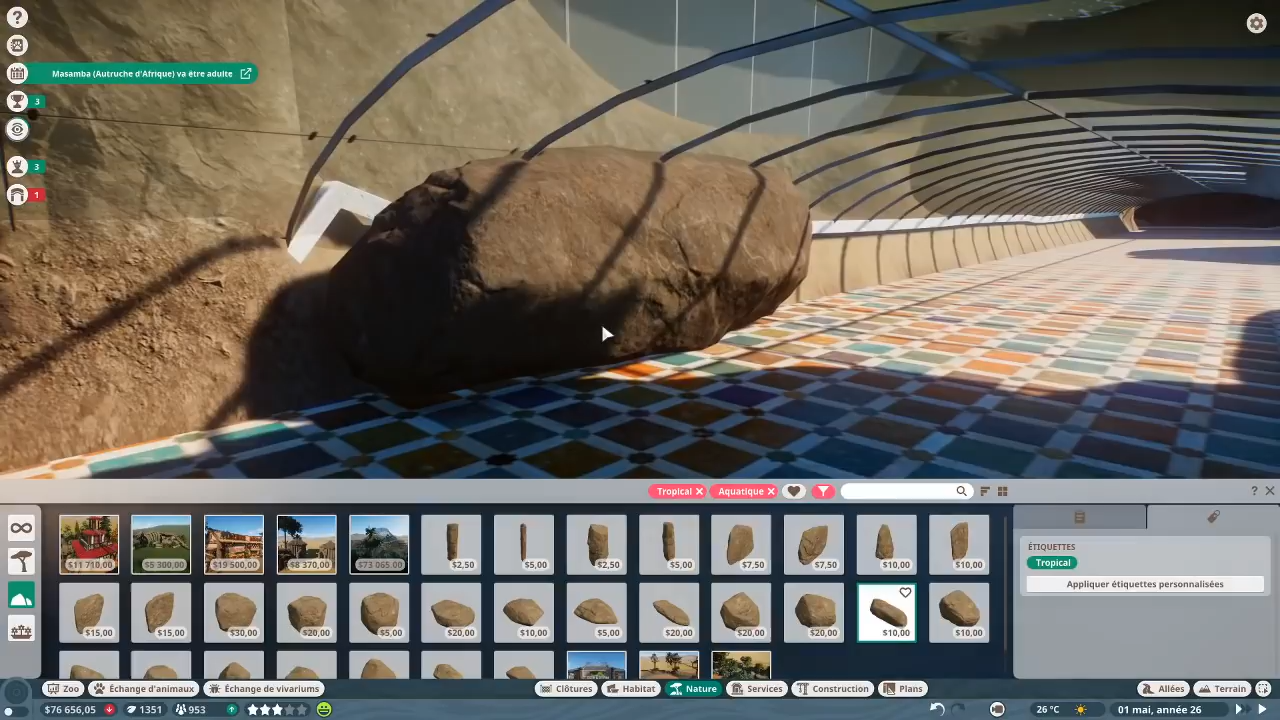 ?
Masamba (Autruche d'Afrique) va être adulte
3
3
1
Tropical ✕ Aquatique ✕
? ✕
$11 710,00 $5 300,00 $19 500,00 $8 370,00 $73 065,00 $2,50 $5,00 $2,50 $5,00 $7,50 $7,50 $10,00 $10,00
ÉTIQUETTES
Tropical
Appliquer étiquettes personnalisées
$15,00 $15,00 $30,00 $20,00 $5,00 $20,00 $10,00 $5,00 $20,00 $20,00 $20,00 $10,00 $10,00
Zoo Échange d'animaux Échange de vivariums Clôtures Habitat Nature Services Construction Plans Allées Terrain
$76 656,05 1351 953 26 °C 01 mai, année 26